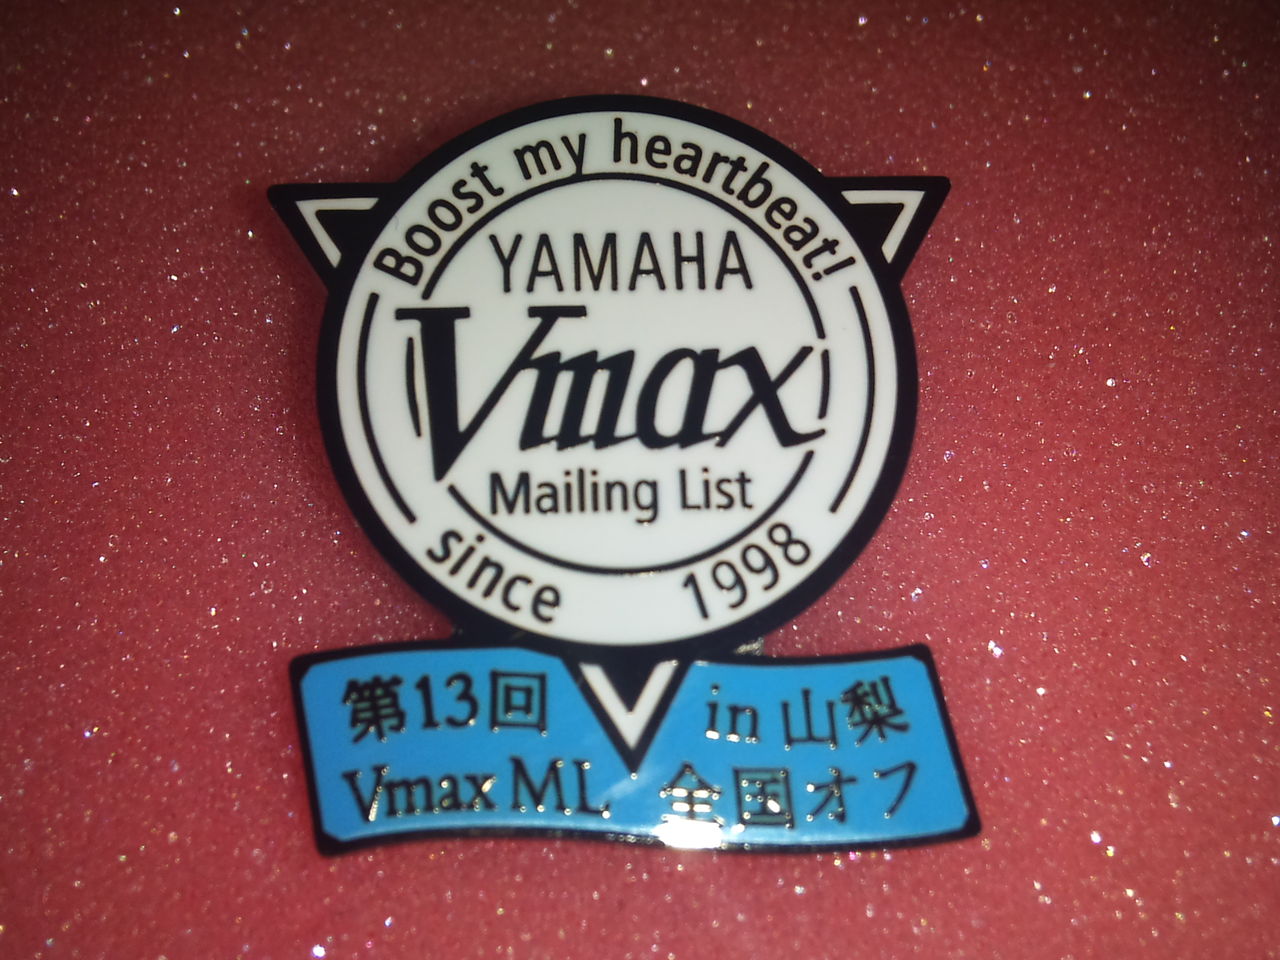 Boost my heartbeat!
YAMAHA
Vmax
Mailing List
since 1998
第13回 in 山梨
Vmax ML 全国オフ